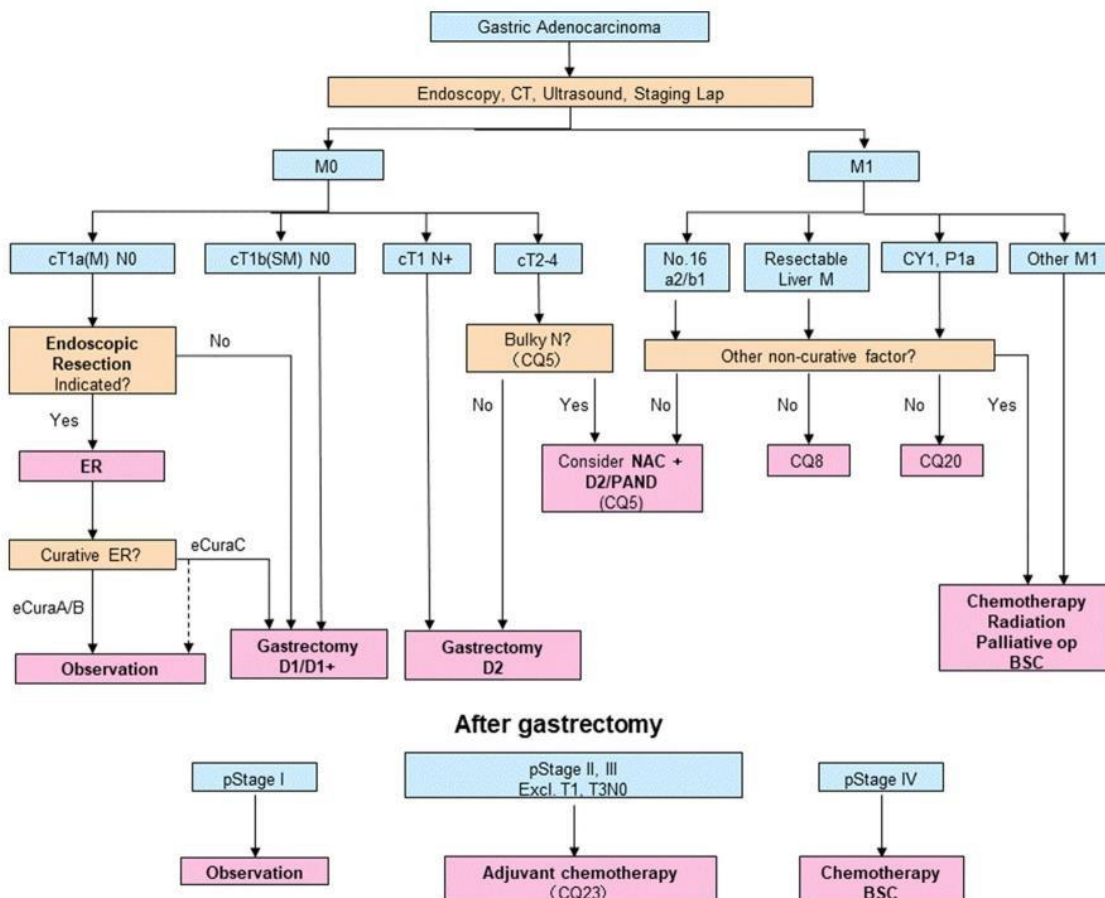 Gastric Adenocarcinoma
Endoscopy, CT, Ultrasound, Staging Lap
M0
M1
cT1a(M) N0
cT1b(SM) N0
cT1 N+
cT2-4
No.16
a2/b1
Resectable
Liver M
CY1, P1a
Other M1
Endoscopic
Resection
Indicated?
No
Bulky N?
(CQ5)
Other non-curative factor?
Yes
No
Yes
No
No
No
Yes
ER
Consider NAC +
D2/PAND
(CQ5)
CQ8
CQ20
Curative ER?
eCuraC
eCuraA/B
Observation
Gastrectomy
D1/D1+
Gastrectomy
D2
Chemotherapy
Radiation
Palliative op
BSC
After gastrectomy
pStage I
pStage II, III
Excl. T1, T3N0
pStage IV
Observation
Adjuvant chemotherapy
(CQ23)
Chemotherapy
BSC